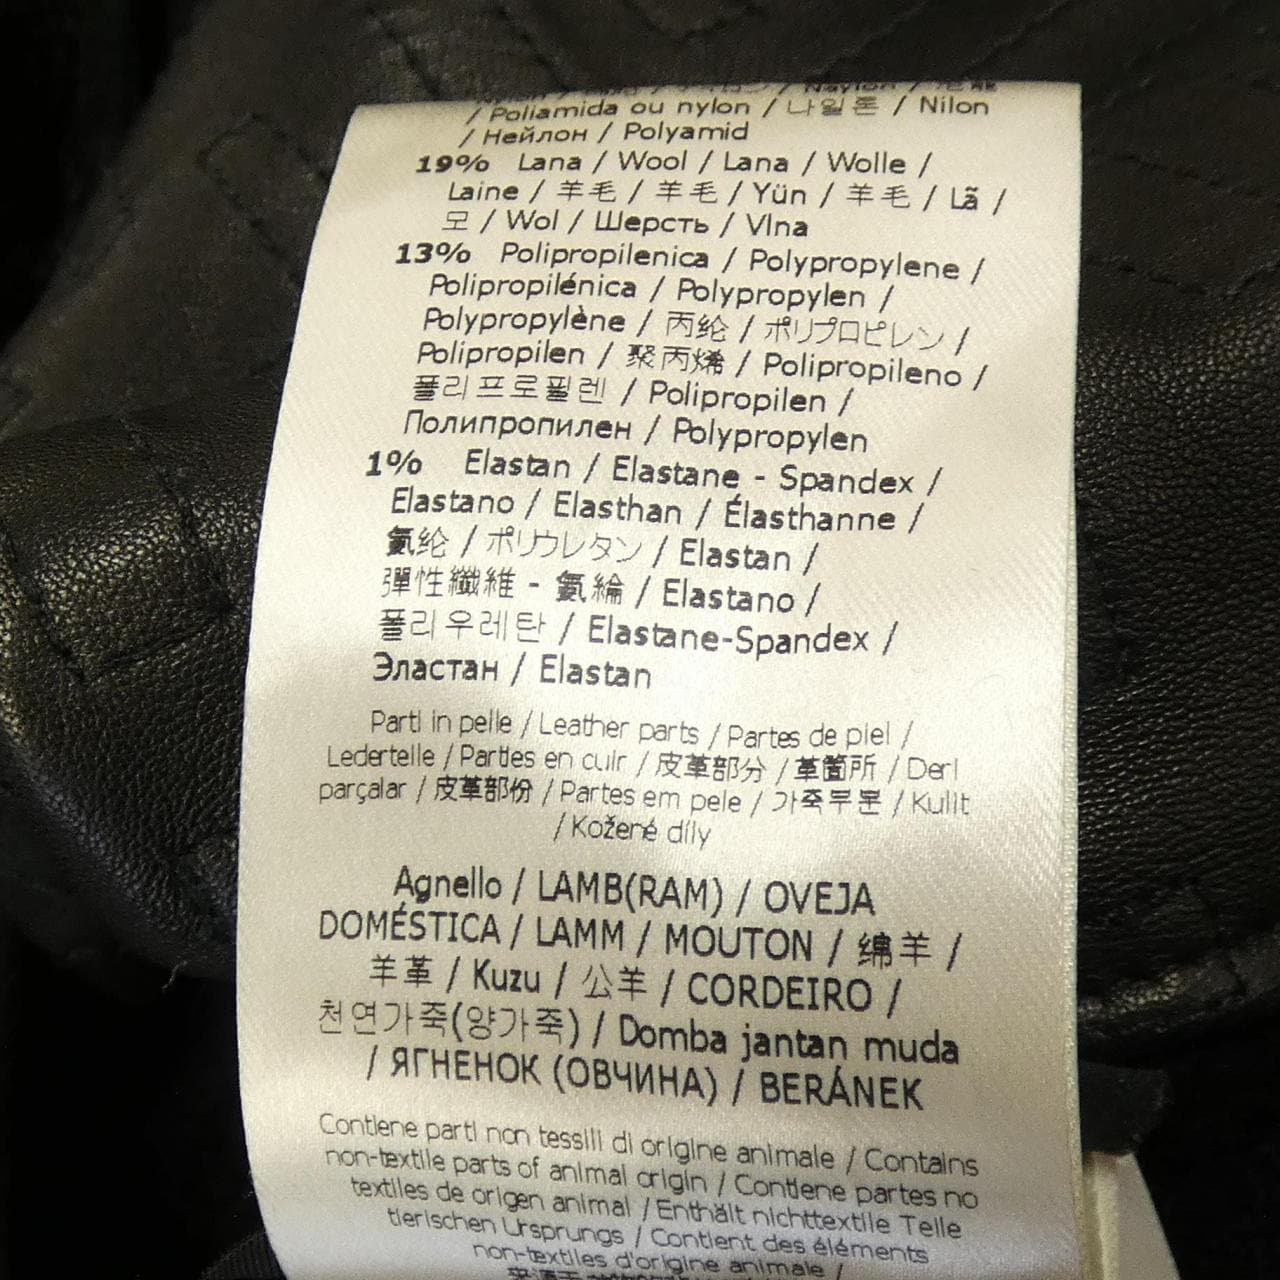 / Poliamida ou nylon / 나일론 / Nilon
/ Нейлон / Polyamid
19% Lana / Wool / Lana / Wolle /
Laine / 羊毛 / 羊毛 / Yün / 羊毛 / Lã /
모 / Wol / Шерсть / Vlna
13% Polipropilenica / Polypropylene /
Polipropilénica / Polypropylen /
Polypropylène / 丙纶 / ポリプロピレン /
Polipropilen / 聚丙烯 / Polipropileno /
폴리프로필렌 / Polipropilen /
Полипропилен / Polypropylen
1% Elastan / Elastane - Spandex /
Elastano / Elasthan / Élasthanne /
氨纶 / ポリウレタン / Elastan /
彈性纖維 - 氨綸 / Elastano /
폴리우레탄 / Elastane-Spandex /
Эластан / Elastan
Parti in pelle / Leather parts / Partes de piel /
Lederteile / Parties en cuir / 皮革部分 / 革箇所 / Deri
parçalar / 皮革部份 / Partes em pele / 가죽부분 / Kulit
/ Kožené díly
Agnello / LAMB(RAM) / OVEJA
DOMÉSTICA / LAMM / MOUTON / 绵羊 /
羊革 / Kuzu / 公羊 / CORDEIRO /
천연가죽(양가죽) / Domba jantan muda
/ ЯГНЕНОК (ОВЧИНА) / BERÁNEK
Contiene parti non tessili di origine animale / Contains
non-textile parts of animal origin / Contiene partes no
textiles de origen animal / Enthält nichttextile Teile
tierischen Ursprungs / Contient des éléments
non-textiles d'origine animale /